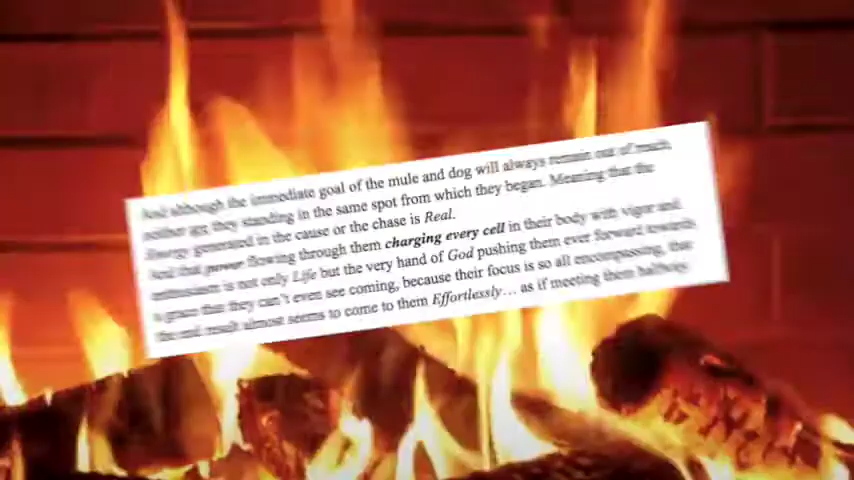 And although the immediate goal of the mule and dog will always remain out of reach
neither are they standing in the same spot from which they began. Meaning that the
Energy generated in the cause or the chase is Real.
And that power flowing through them charging every cell in their body with vigor and
enthusiasm is not only Life but the very hand of God pushing them ever forward towards
a grace that they can't even see coming, because their focus is so all encompassing, that
the end result almost seems to come to them Effortlessly... as if meeting them halfway.